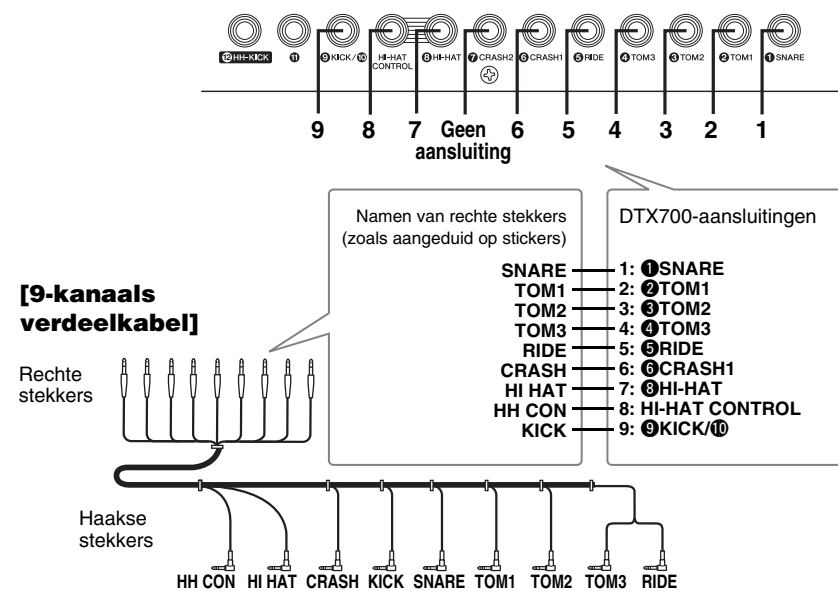 ⓬HH-KICK ⓫ ❾KICK/❿ HI-HAT CONTROL ❽HI-HAT ❼CRASH2 ❻CRASH1 ❺RIDE ❹TOM3 ❸TOM2 ❷TOM1 ❶SNARE
9 8 7 Geen aansluiting 6 5 4 3 2 1
Namen van rechte stekkers
(zoals aangeduid op stickers)
DTX700-aansluitingen
SNARE 1: ❶SNARE
TOM1 2: ❷TOM1
TOM2 3: ❸TOM2
TOM3 4: ❹TOM3
RIDE 5: ❺RIDE
CRASH 6: ❻CRASH1
HI HAT 7: ❽HI-HAT
HH CON 8: HI-HAT CONTROL
KICK 9: ❾KICK/❿
[9-kanaals
verdeelkabel]
Rechte
stekkers
Haakse
stekkers
HH CON HI HAT CRASH KICK SNARE TOM1 TOM2 TOM3 RIDE